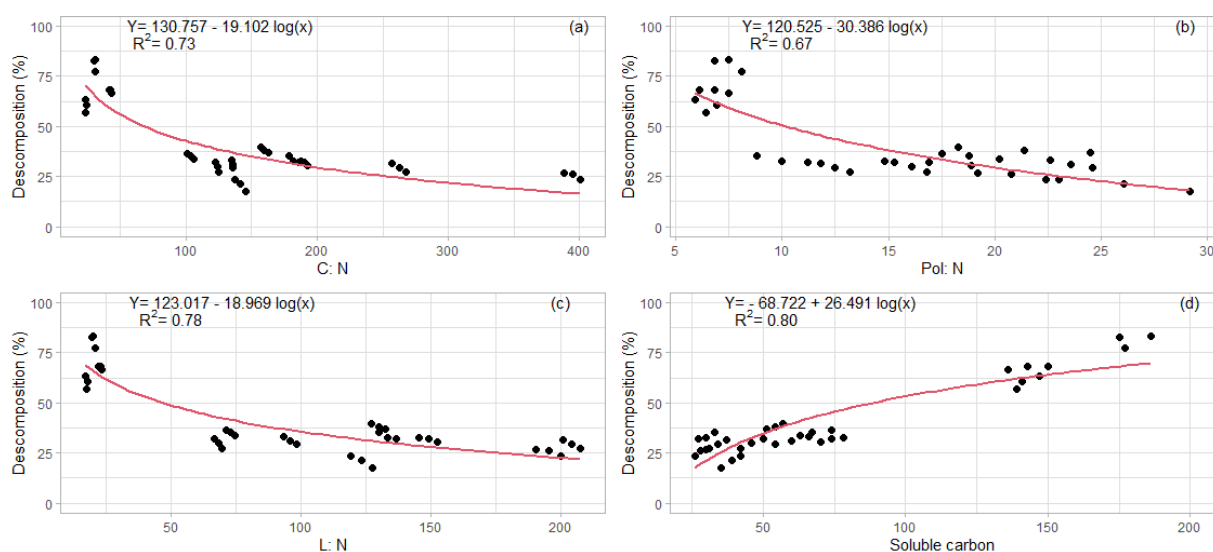 Y= 130.757 - 19.102 log(x)
R2= 0.73
(a)
Descomposition (%)
100
75
50
25
0
100
200
300
400
C: N
Y= 120.525 - 30.386 log(x)
R2= 0.67
(b)
Descomposition (%)
100
75
50
25
0
5
10
15
20
25
30
Pol: N
Y= 123.017 - 18.969 log(x)
R2= 0.78
(c)
Descomposition (%)
100
75
50
25
0
50
100
150
200
L: N
Y= - 68.722 + 26.491 log(x)
R2= 0.80
(d)
Descomposition (%)
100
75
50
25
0
50
100
150
200
Soluble carbon